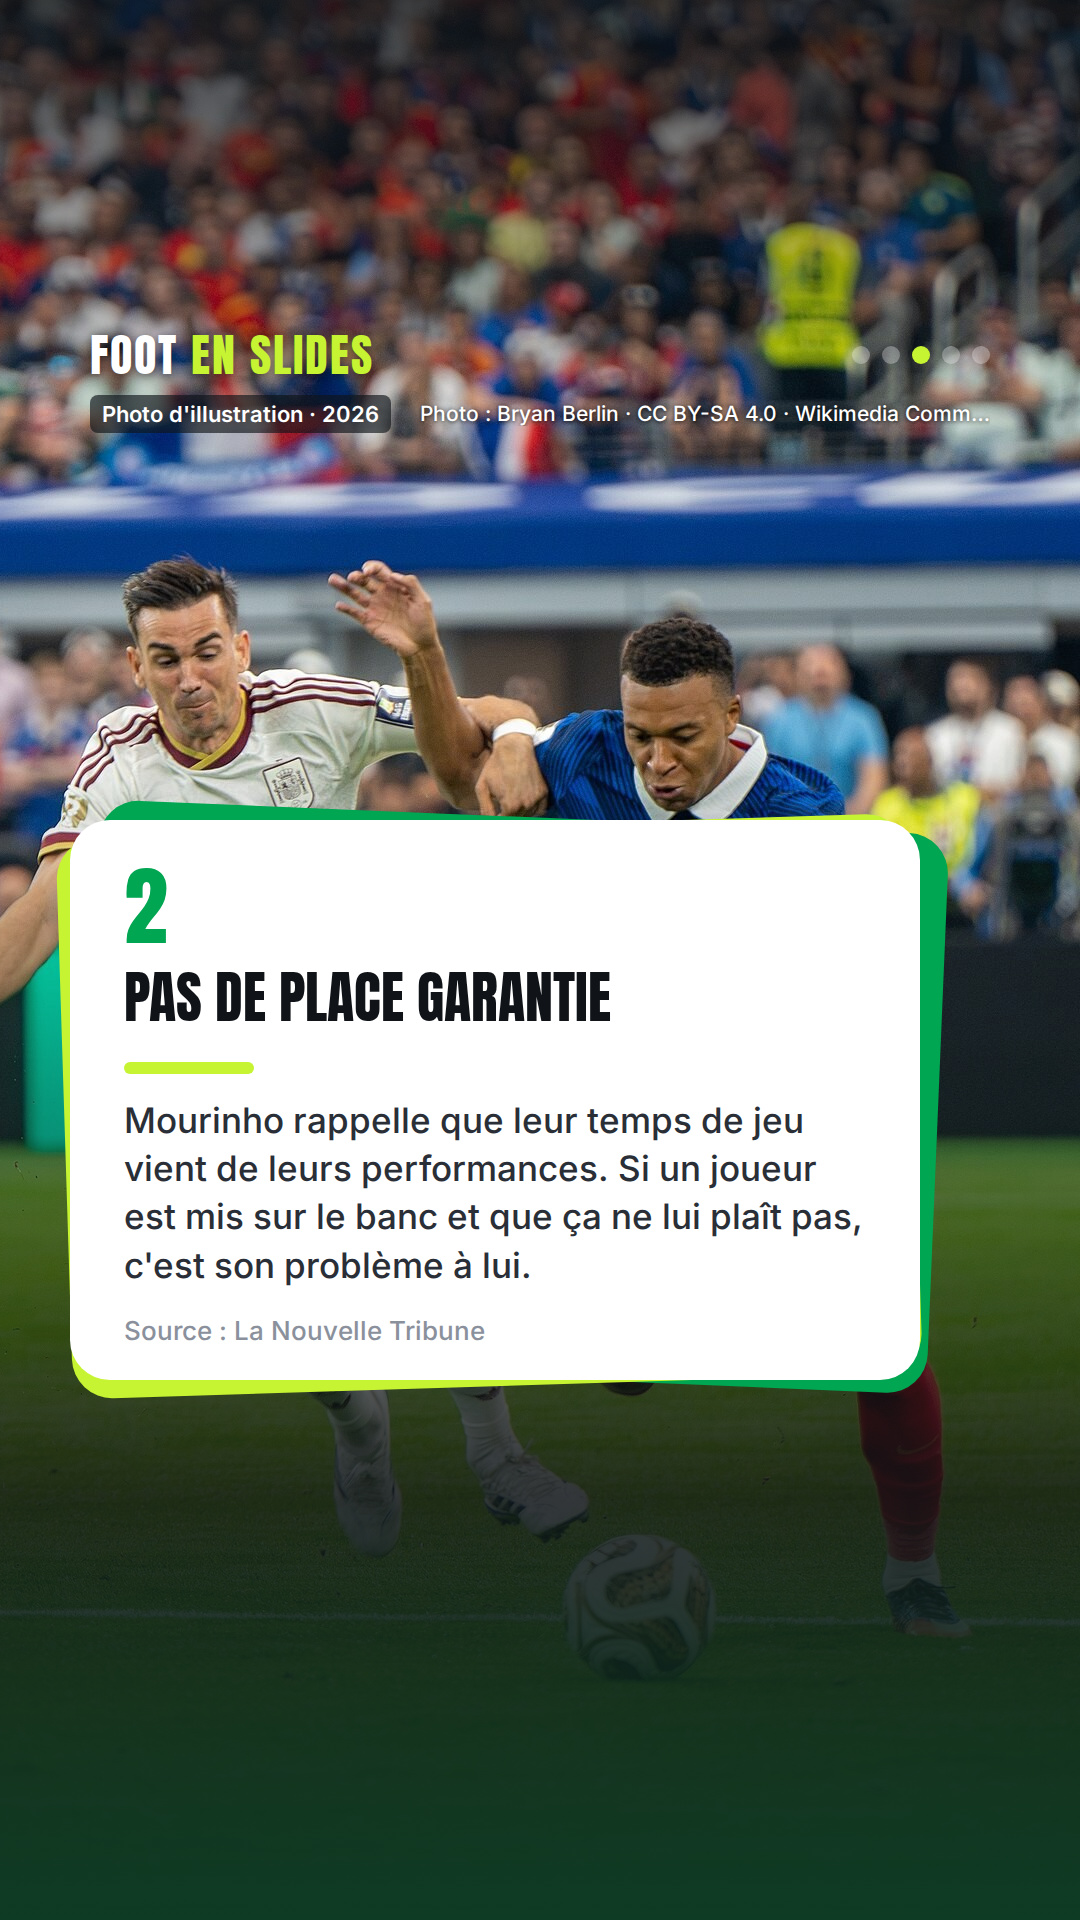 FOOT EN SLIDES
Photo d'illustration · 2026
Photo : Bryan Berlin · CC BY-SA 4.0 · Wikimedia Comm...
2
PAS DE PLACE GARANTIE
Mourinho rappelle que leur temps de jeu
vient de leurs performances. Si un joueur
est mis sur le banc et que ça ne lui plaît pas,
c'est son problème à lui.
Source : La Nouvelle Tribune